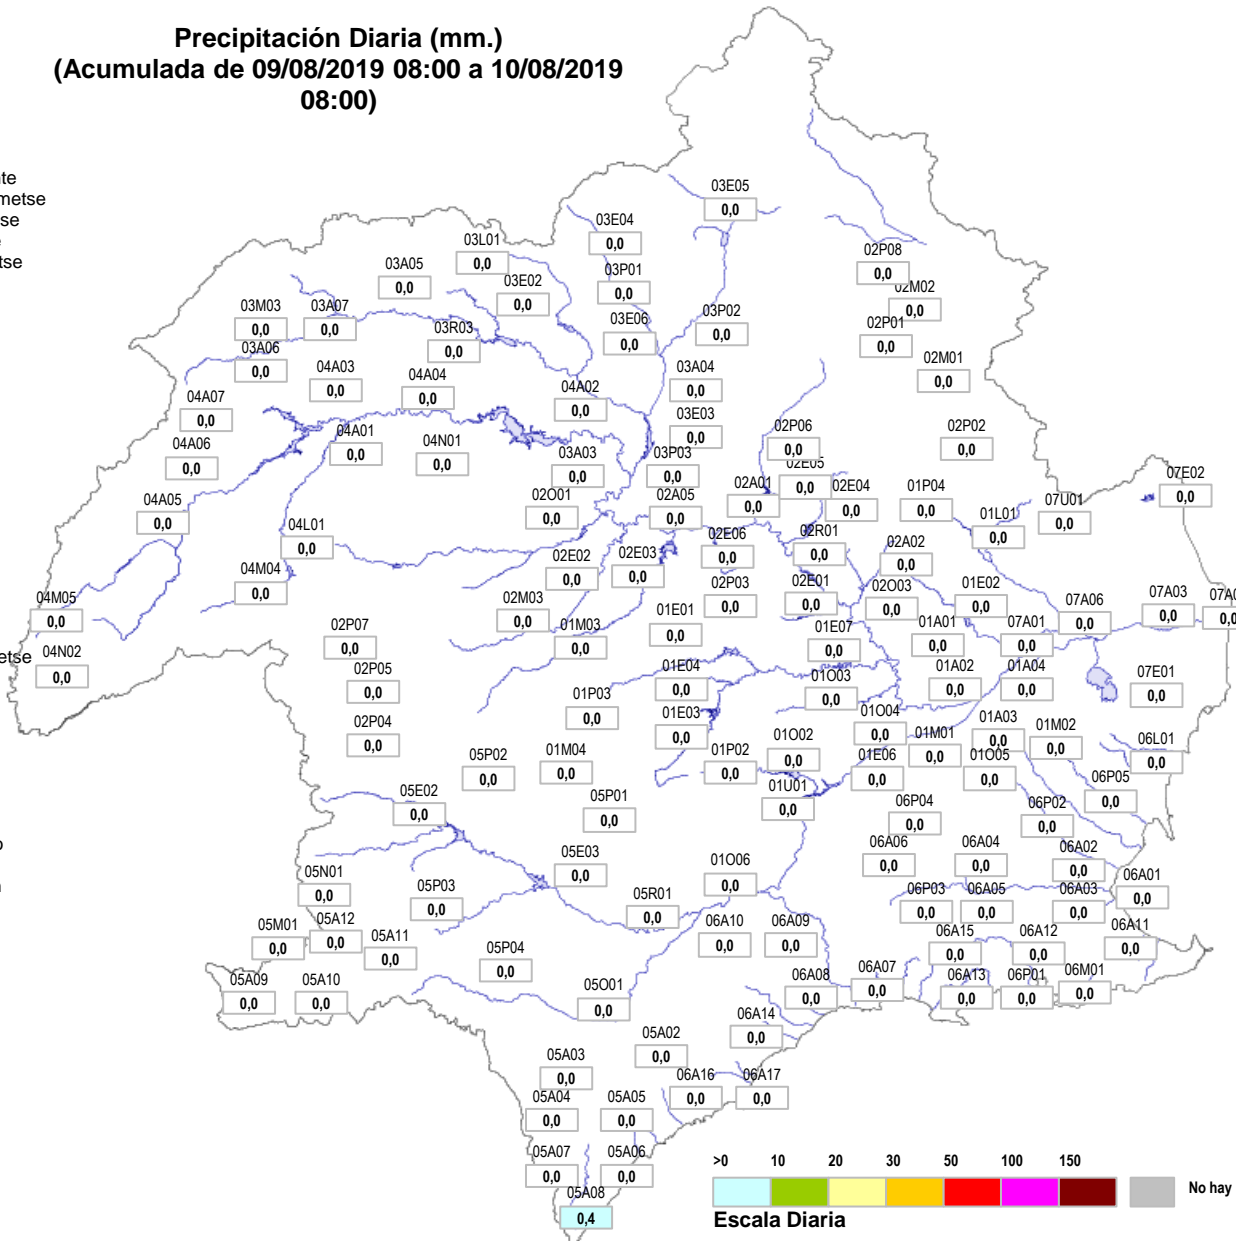 Precipitación Diaria (mm.)
(Acumulada de 09/08/2019 08:00 a 10/08/2019
08:00)
03E05
0,0
03E04
0,0
03L01
0,0
02P08
0,0
03A05
0,0
03P01
0,0
03E02
0,0
02M02
0,0
03M03
0,0
03A07
0,0
03P02
0,0
03E06
0,0
03R03
0,0
02P01
0,0
03A06
0,0
02M01
0,0
04A03
0,0
04A04
0,0
03A04
0,0
04A02
0,0
04A07
0,0
03E03
0,0
04A01
0,0
04N01
0,0
02P06
0,0
02P02
0,0
04A06
0,0
03A03
0,0
03P03
0,0
02E05
0,0
07E02
0,0
02A01
0,0
02E04
0,0
01P04
0,0
04A05
0,0
02O01
0,0
02A05
0,0
07U01
0,0
01L01
0,0
04L01
0,0
02E06
0,0
02R01
0,0
02A02
0,0
02E02
0,0
02E03
0,0
04M04
0,0
02P03
0,0
02E01
0,0
02O03
0,0
01E02
0,0
04M05
0,0
02M03
0,0
01E01
0,0
07A06
0,0
07A03
0,0
07A0
0,0
02P07
0,0
01M03
0,0
01E07
0,0
01A01
0,0
07A01
0,0
etse
04N02
0,0
02P05
0,0
01E04
0,0
01O03
0,0
01A02
0,0
01A04
0,0
07E01
0,0
01P03
0,0
01E03
0,0
01O04
0,0
01A03
0,0
01M02
0,0
02P04
0,0
01M01
0,0
01O02
0,0
06L01
0,0
05P02
0,0
01M04
0,0
01P02
0,0
01E06
0,0
01O05
0,0
05E02
0,0
05P01
0,0
01U01
0,0
06P05
0,0
06P04
0,0
06P02
0,0
05E03
0,0
01O06
0,0
06A06
0,0
06A04
0,0
06A02
0,0
05N01
0,0
05P03
0,0
05R01
0,0
06P03
0,0
06A05
0,0
06A03
0,0
06A01
0,0
05M01
0,0
05A12
0,0
05A11
0,0
06A10
0,0
06A09
0,0
06A15
0,0
06A12
0,0
06A11
0,0
05P04
0,0
05A09
0,0
05A10
0,0
05O01
0,0
06A08
0,0
06A07
0,0
06A13
0,0
06P01
0,0
06M01
0,0
06A14
0,0
05A02
0,0
05A03
0,0
06A16
0,0
06A17
0,0
05A04
0,0
05A05
0,0
05A07
0,0
05A06
0,0
05A08
0,4
>0 10 20 30 50 100 150
No hay
Escala Diaria